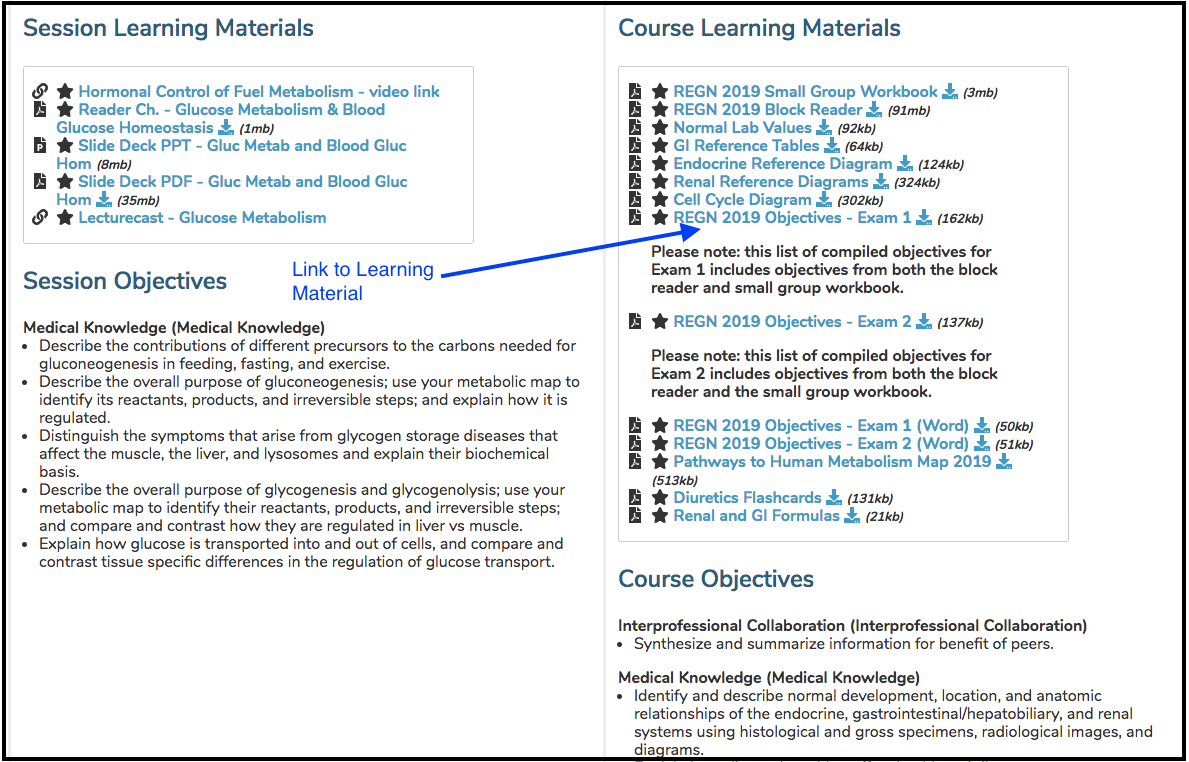 Session Learning Materials
Hormonal Control of Fuel Metabolism - video link
Reader Ch. - Glucose Metabolism & Blood
Glucose Homeostasis (1mb)
Slide Deck PPT - Gluc Metab and Blood Gluc
Hom (8mb)
Slide Deck PDF - Gluc Metab and Blood Gluc
Hom (35mb)
Lecturecast - Glucose Metabolism
Session Objectives
Link to Learning
Material
Medical Knowledge (Medical Knowledge)
• Describe the contributions of different precursors to the carbons needed for
gluconeogenesis in feeding, fasting, and exercise.
• Describe the overall purpose of gluconeogenesis; use your metabolic map to
identify its reactants, products, and irreversible steps; and explain how it is
regulated.
• Distinguish the symptoms that arise from glycogen storage diseases that
affect the muscle, the liver, and lysosomes and explain their biochemical
basis.
• Describe the overall purpose of glycogenesis and glycogenolysis; use your
metabolic map to identify their reactants, products, and irreversible steps;
and compare and contrast how they are regulated in liver vs muscle.
• Explain how glucose is transported into and out of cells, and compare and
contrast tissue specific differences in the regulation of glucose transport.
Course Learning Materials
REGN 2019 Small Group Workbook (3mb)
REGN 2019 Block Reader (91mb)
Normal Lab Values (92kb)
GI Reference Tables (64kb)
Endocrine Reference Diagram (124kb)
Renal Reference Diagrams (324kb)
Cell Cycle Diagram (302kb)
REGN 2019 Objectives - Exam 1 (162kb)
Please note: this list of compiled objectives for
Exam 1 includes objectives from both the block
reader and small group workbook.
REGN 2019 Objectives - Exam 2 (137kb)
Please note: this list of compiled objectives for
Exam 2 includes objectives from both the block
reader and the small group workbook.
REGN 2019 Objectives - Exam 1 (Word) (50kb)
REGN 2019 Objectives - Exam 2 (Word) (51kb)
Pathways to Human Metabolism Map 2019
(513kb)
Diuretics Flashcards (131kb)
Renal and GI Formulas (21kb)
Course Objectives
Interprofessional Collaboration (Interprofessional Collaboration)
• Synthesize and summarize information for benefit of peers.
Medical Knowledge (Medical Knowledge)
• Identify and describe normal development, location, and anatomic
relationships of the endocrine, gastrointestinal/hepatobiliary, and renal
systems using histological and gross specimens, radiological images, and
diagrams.